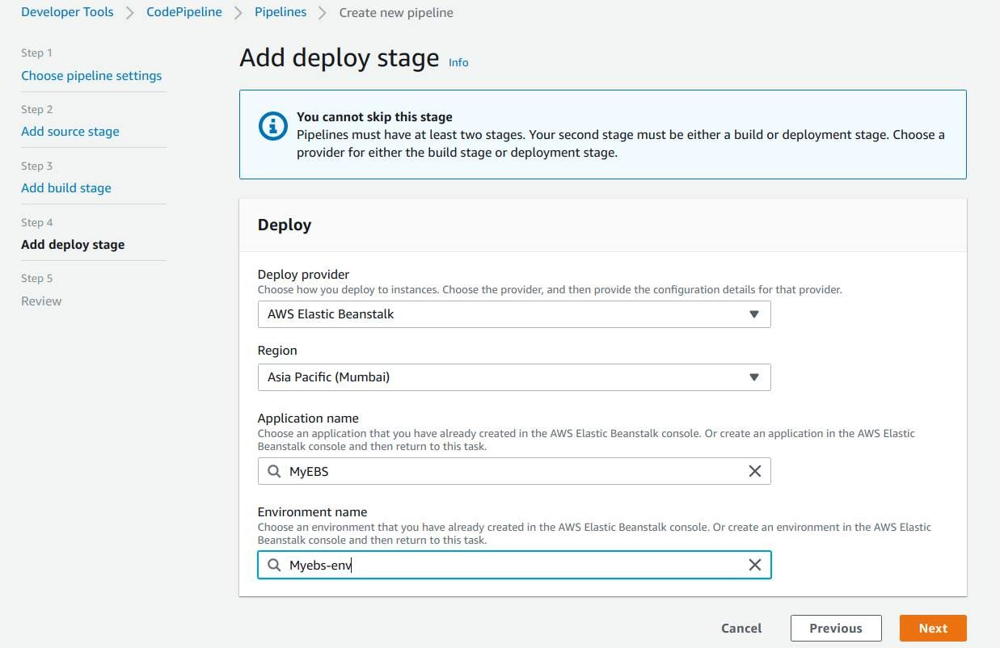 Developer Tools > CodePipeline > Pipelines > Create new pipeline
Step 1
Choose pipeline settings
Step 2
Add source stage
Step 3
Add build stage
Step 4
Add deploy stage
Step 5
Review
Add deploy stage Info
You cannot skip this stage
Pipelines must have at least two stages. Your second stage must be either a build or deployment stage. Choose a
provider for either the build stage or deployment stage.
Deploy
Deploy provider
Choose how you deploy to instances. Choose the provider, and then provide the configuration details for that provider.
AWS Elastic Beanstalk
Region
Asia Pacific (Mumbai)
Application name
Choose an application that you have already created in the AWS Elastic Beanstalk console. Or create an application in the AWS Elastic
Beanstalk console and then return to this task.
MyEBS
Environment name
Choose an environment that you have already created in the AWS Elastic Beanstalk console. Or create an environment in the AWS Elastic
Beanstalk console and then return to this task.
Myebs-env
Cancel Previous Next